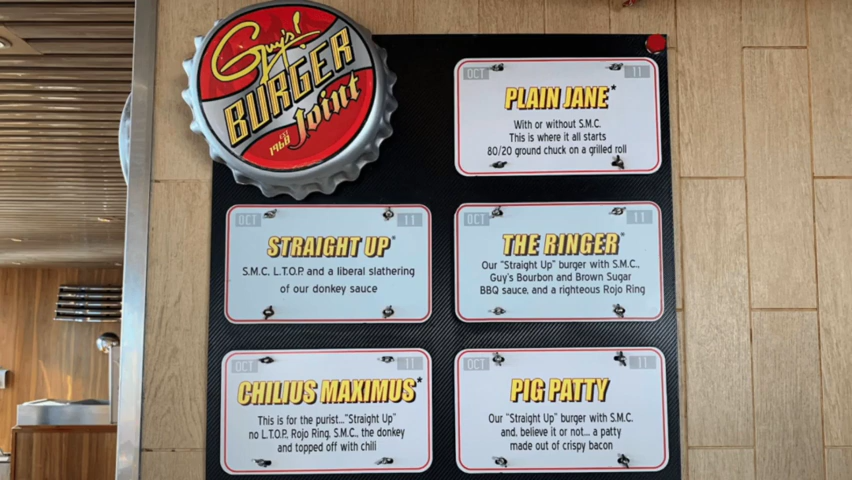 Guy's!
BURGER
Joint
EST
1968
OCT 11
PLAIN JANE*
With or without S.M.C.
This is where it all starts
80/20 ground chuck on a grilled roll
OCT 11
STRAIGHT UP*
S.M.C, L.T.O.P. and a liberal slathering
of our donkey sauce
OCT 11
THE RINGER*
Our "Straight Up" burger with S.M.C.,
Guy's Bourbon and Brown Sugar
BBQ sauce, and a righteous Rojo Ring
OCT 11
CHILIUS MAXIMUS*
This is for the purist..."Straight Up"
no L.T.O.P., Rojo Ring, S.M.C., the donkey
and topped off with chili
OCT 11
PIG PATTY
Our "Straight Up" burger with S.M.C.
and, believe it or not... a patty
made out of crispy bacon